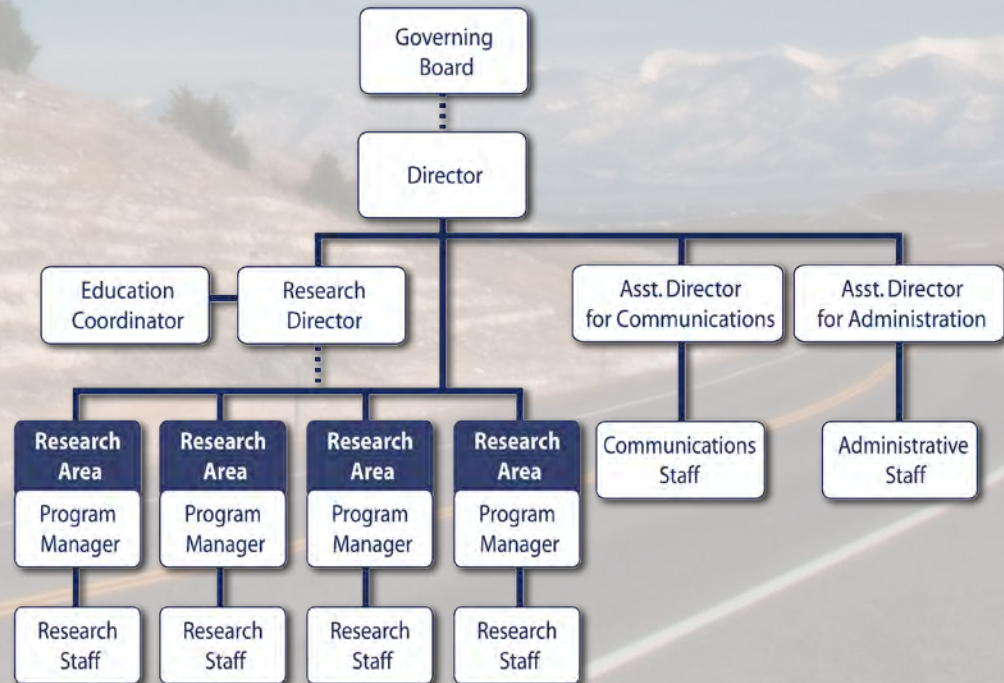 Governing
Board
Director
Education
Coordinator
Research
Director
Asst. Director
for Communications
Asst. Director
for Administration
Research
Area
Program
Manager
Research
Staff
Research
Area
Program
Manager
Research
Staff
Research
Area
Program
Manager
Research
Staff
Research
Area
Program
Manager
Research
Staff
Communications
Staff
Administrative
Staff